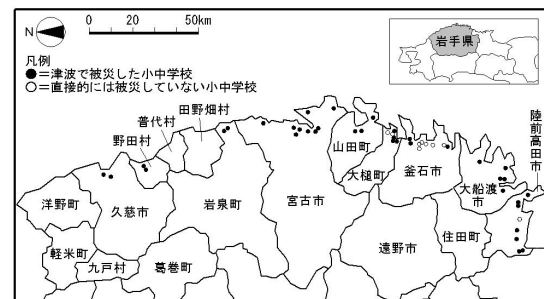 N
0
50km
凡例
●=津波で被災した小中学校
○=直接的には被災していない小中学校
岩手県
田野畑村
普代村
野田村
陸前高田市
山田町
大槌町
釜石市
大船渡市
洋野町
久慈市
岩泉町
宮古市
遠野市
住田町
軽米町
九戸村
葛巻町